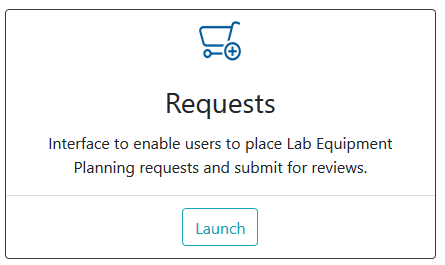 Requests
Interface to enable users to place Lab Equipment
Planning requests and submit for reviews.
Launch